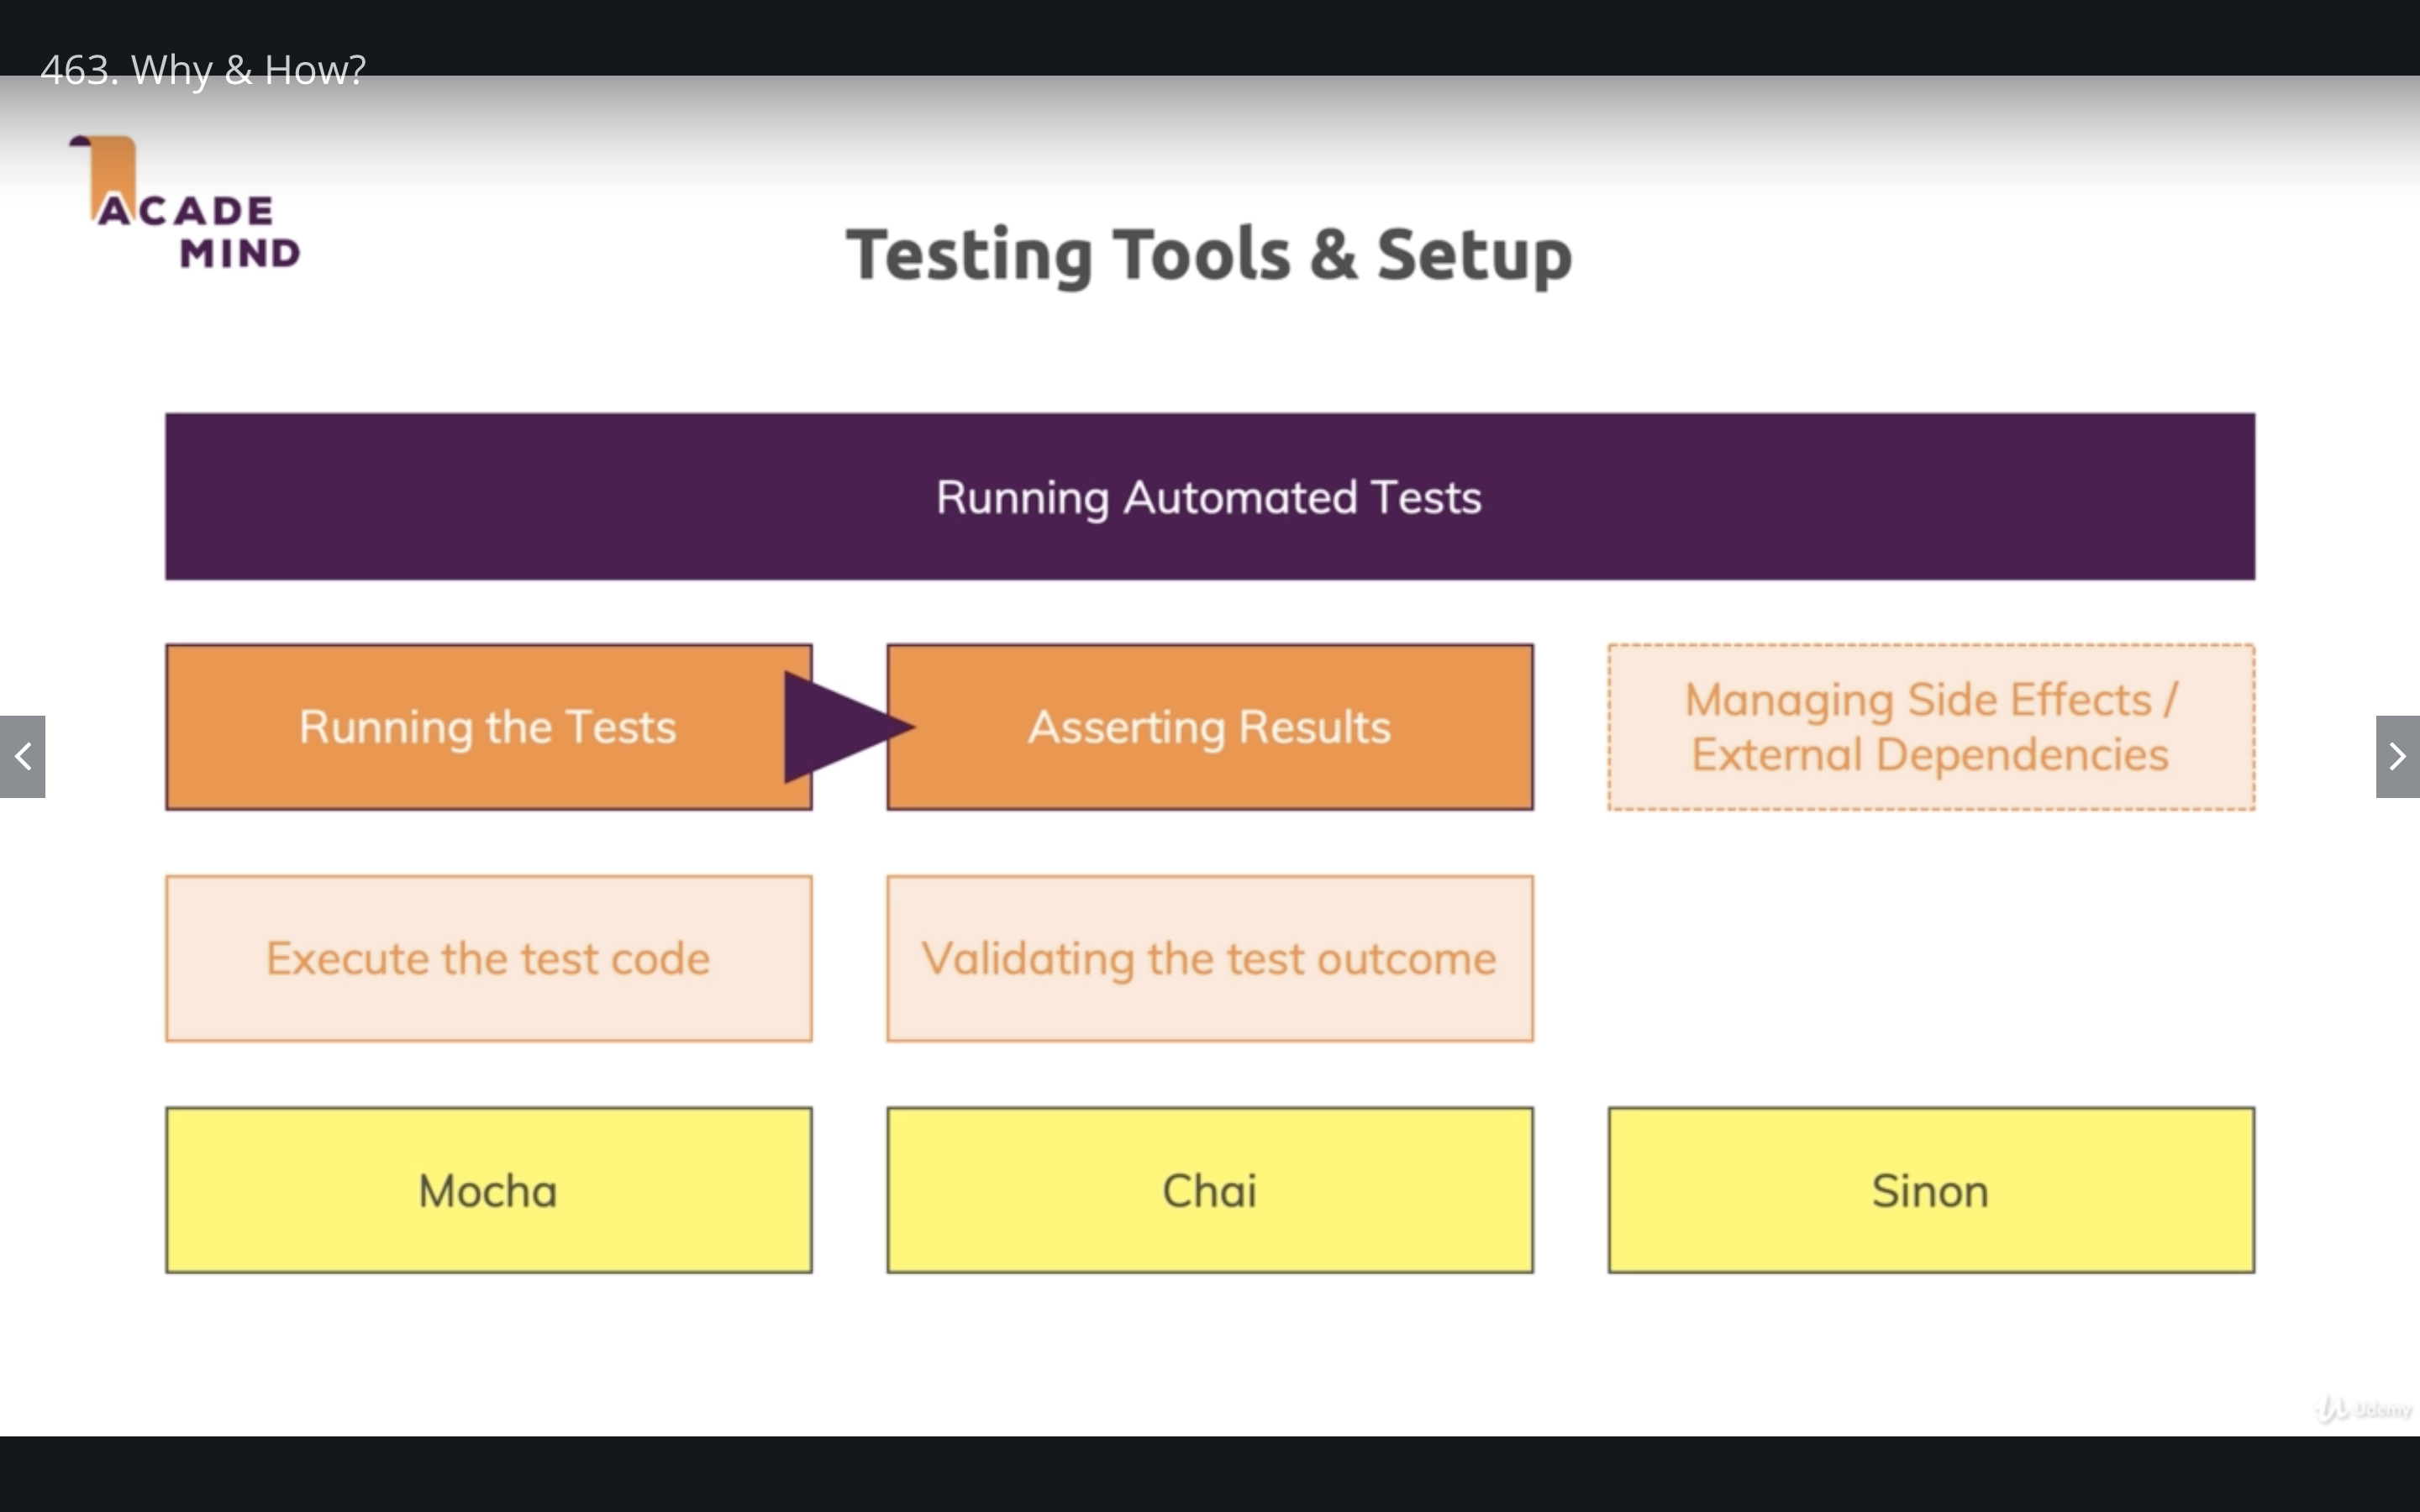 463. Why & How?
ACADE
MIND
Testing Tools & Setup
Running Automated Tests
Running the Tests
Asserting Results
Managing Side Effects /
External Dependencies
Execute the test code
Validating the test outcome
Mocha
Chai
Sinon
Udemy